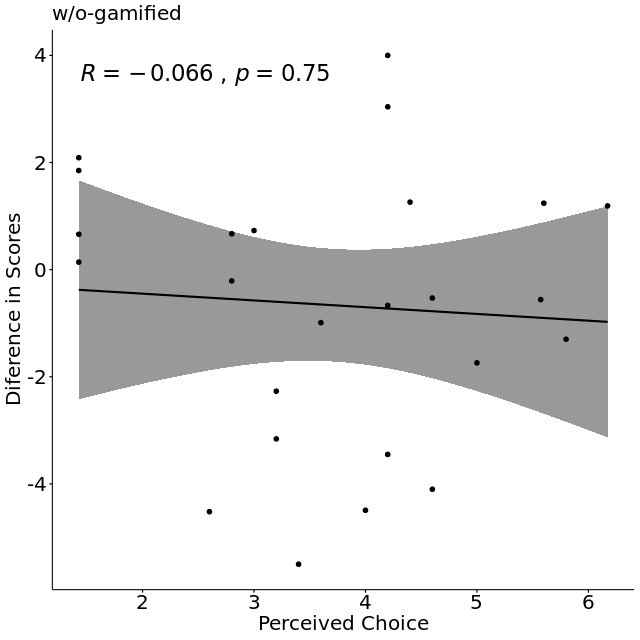 w/o-gamified
R = −0.066 , p = 0.75
4
2
0
-2
-4
Diference in Scores
2 3 4 5 6
Perceived Choice